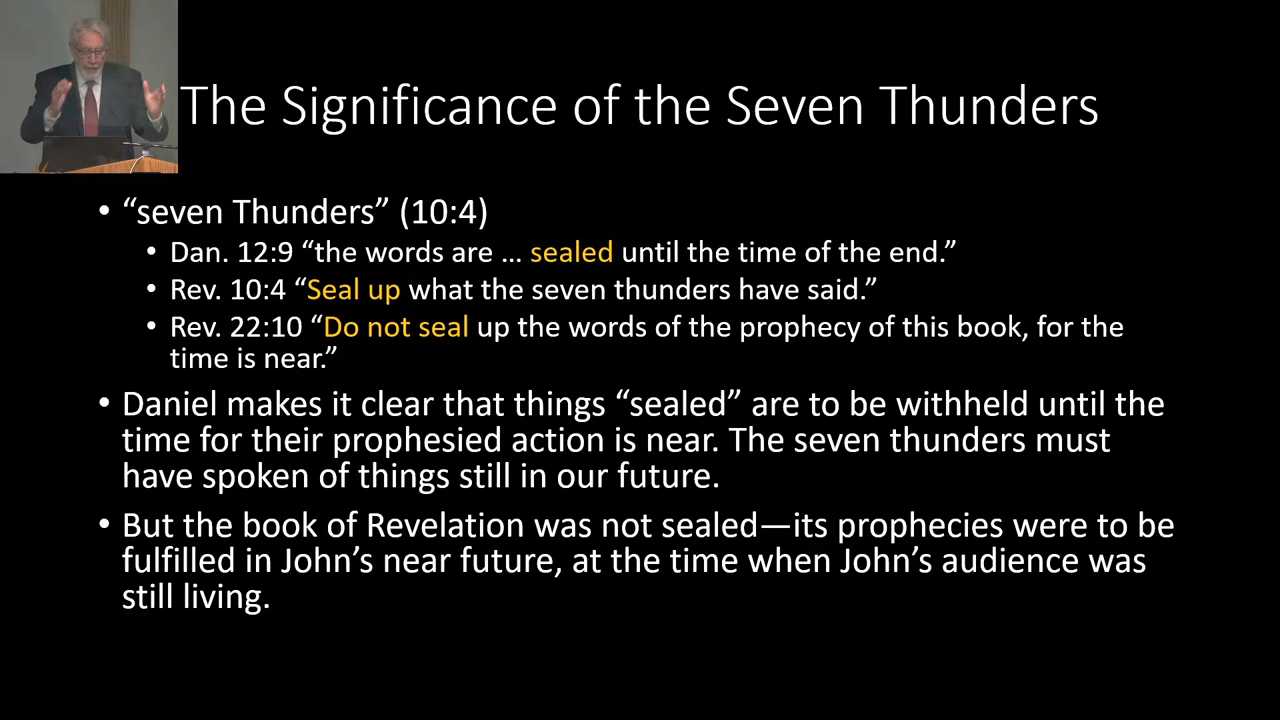 The Significance of the Seven Thunders
• “seven Thunders” (10:4)
• Dan. 12:9 “the words are … sealed until the time of the end.”
• Rev. 10:4 “Seal up what the seven thunders have said.”
• Rev. 22:10 “Do not seal up the words of the prophecy of this book, for the
time is near.”
• Daniel makes it clear that things “sealed” are to be withheld until the
time for their prophesied action is near. The seven thunders must
have spoken of things still in our future.
• But the book of Revelation was not sealed—its prophecies were to be
fulfilled in John’s near future, at the time when John’s audience was
still living.